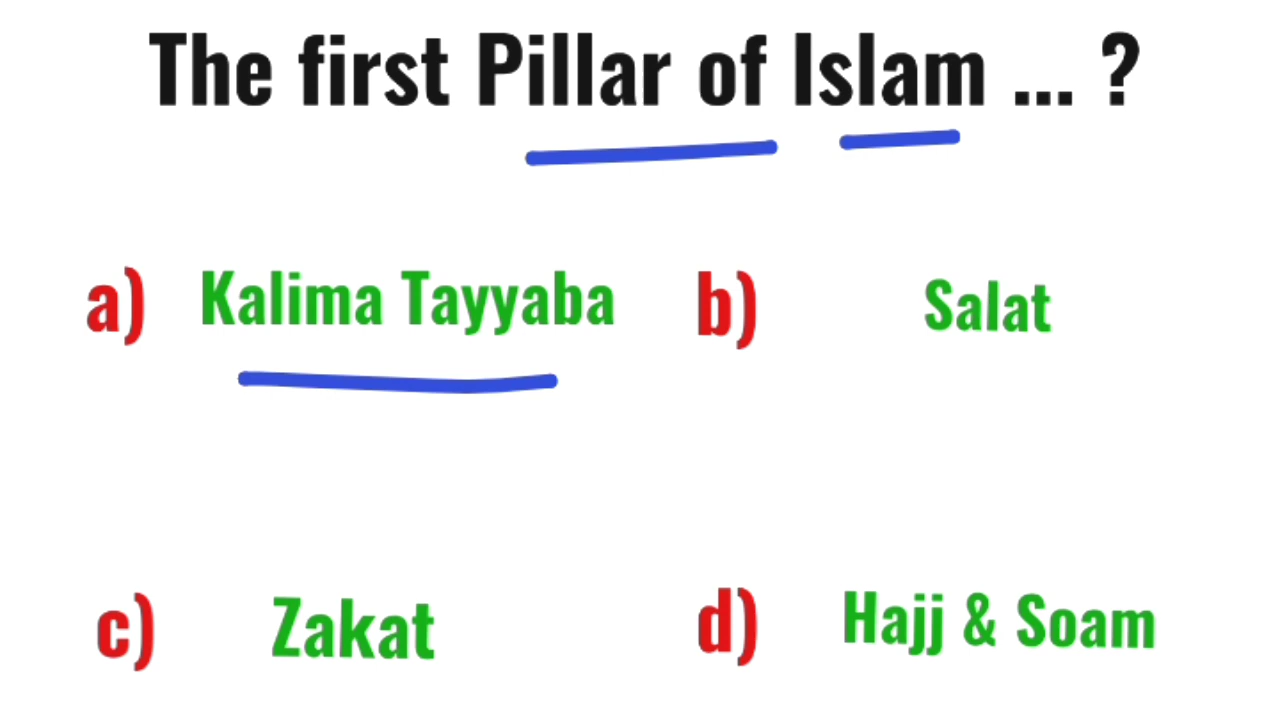 The first Pillar of Islam ... ?
a) Kalima Tayyaba b) Salat
c) Zakat d) Hajj & Soam